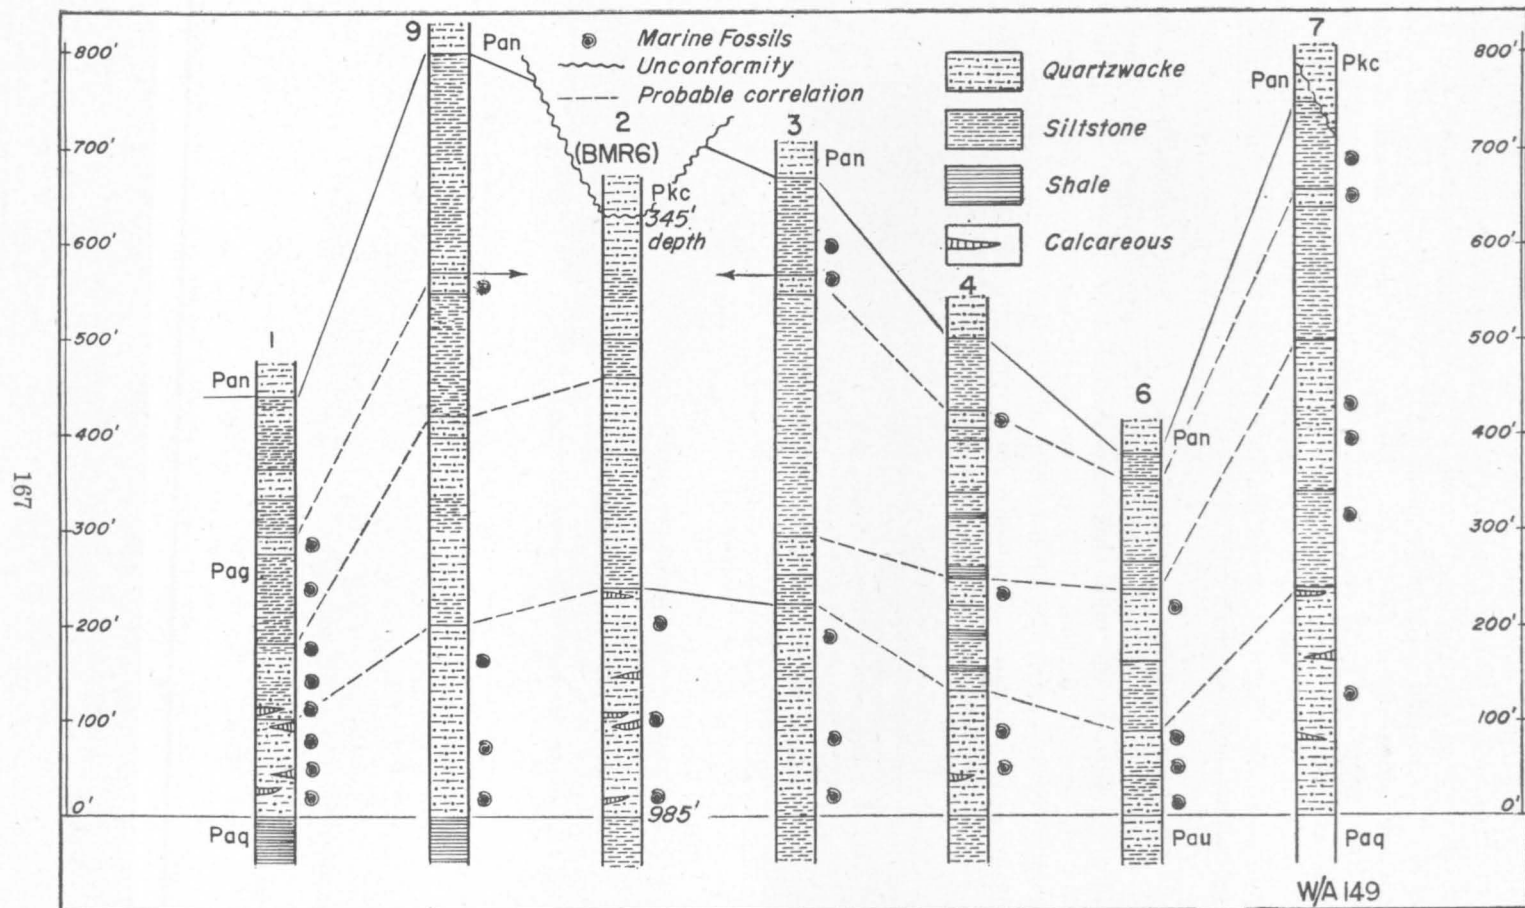 9
7
800'
Pan
Marine Fossils
Unconformity
Probable correlation
Quartzwacke
Pan
Pkc
800'
2
(BMR6)
3
Siltstone
700'
Pan
700'
Pkc
345'
depth
Shale
600'
Calcareous
600'
4
500'
1
500'
Pan
6
400'
Pan
400'
167
300'
300'
Pag
200'
200'
100'
100'
0'
985'
0'
Paq
Pau
Paq
W/A 149